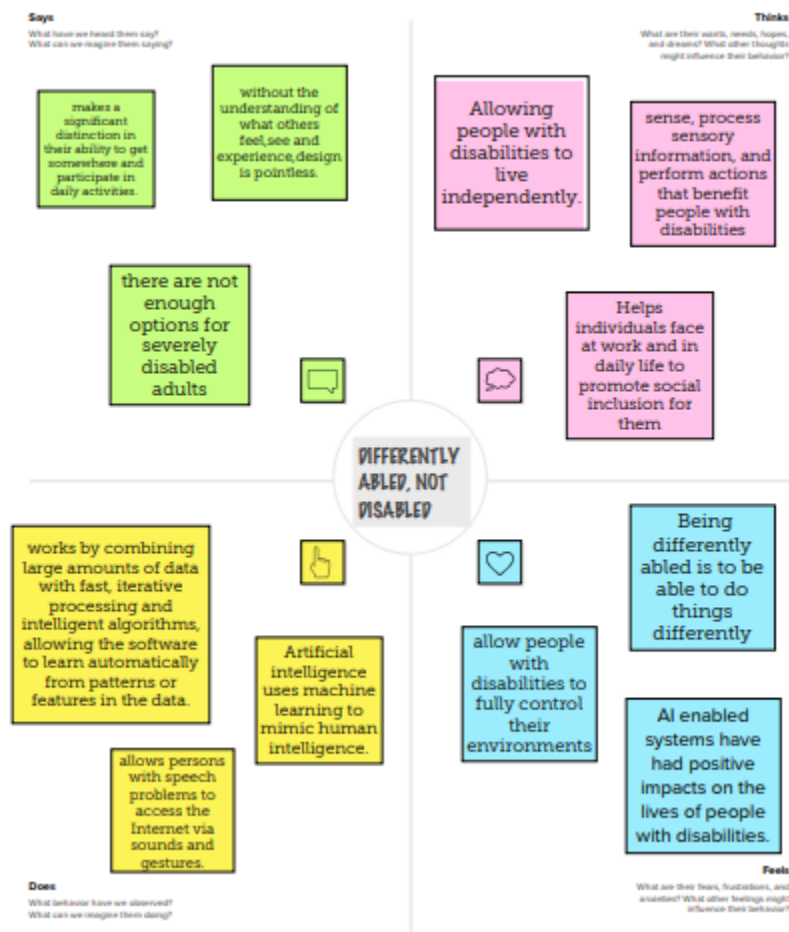 Says
What have we heard them say?
What can we imagine them saying?
Thinks
What are their wants, needs, hopes,
and dreams? What other thoughts
might influence their behavior?
makes a
significant
distinction in
their ability to get
somewhere and
participate in
daily activities.
without the
understanding of
what others
feel,see and
experience,design
is pointless.
there are not
enough
options for
severely
disabled
adults
Allowing
people with
disabilities to
live
independently.
sense, process
sensory
information, and
perform actions
that benefit
people with
disabilities
Helps
individuals face
at work and in
daily life to
promote social
inclusion for
them
DIFFERENTLY
ABLED, NOT
DISABLED
works by combining
large amounts of data
with fast, iterative
processing and
intelligent algorithms,
allowing the software
to learn automatically
from patterns or
features in the data.
Artificial
intelligence
uses machine
learning to
mimic human
intelligence.
allows persons
with speech
problems to
access the
Internet via
sounds and
gestures.
Being
differently
abled is to be
able to do
things
differently
allow people
with
disabilities to
fully control
their
environments
AI enabled
systems have
had positive
impacts on the
lives of people
with disabilities.
Does
What behavior have we observed?
What can we imagine them doing?
Feels
What are their fears, frustrations, and
anxieties? What other feelings might
influence their behavior?